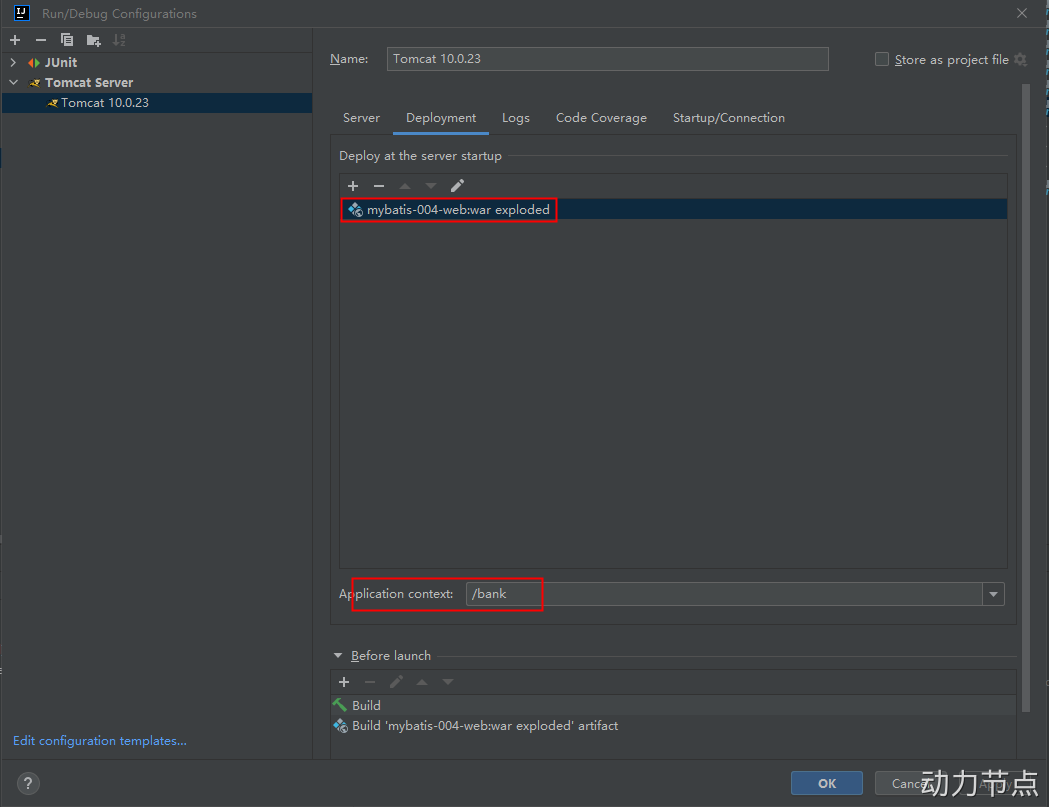 Run/Debug Configurations
JUnit
Tomcat Server
Tomcat 10.0.23
Edit configuration templates...
Name: Tomcat 10.0.23 Store as project file
Server Deployment Logs Code Coverage Startup/Connection
Deploy at the server startup
mybatis-004-web:war exploded
Application context: /bank
Before launch
Build
Build 'mybatis-004-web:war exploded' artifact
? OK Cancel Apply
动力节点